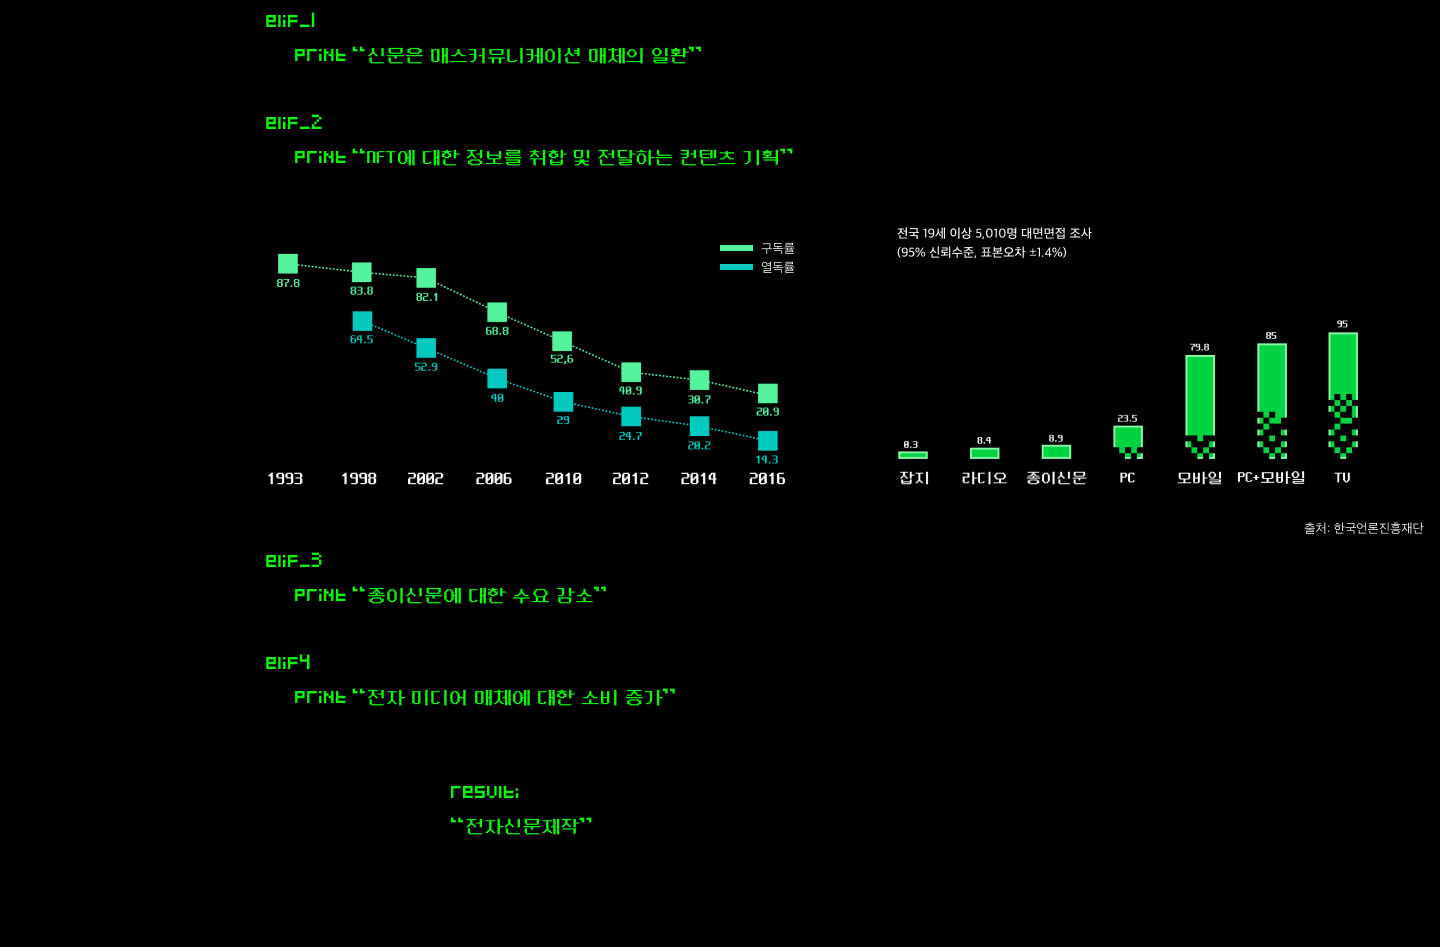 elif_1
print “신문은 매스커뮤니케이션 매체의 일환”
elif_2
print “NFT에 대한 정보를 취합 및 전달하는 컨텐츠 기획”
구독률
열독률
87.8
83.8
82.1
68.8
52,6
40.9
30.7
20.9
64.5
52.9
40
29
24.7
20.2
14.3
1993 1998 2002 2006 2010 2012 2014 2016
전국 19세 이상 5,010명 대면면접 조사
(95% 신뢰수준, 표본오차 ±1.4%)
0.3
8.4
8.9
23.5
79.8
85
95
잡지 라디오 종이신문 PC 모바일 PC+모바일 TV
출처: 한국언론진흥재단
elif_3
print “종이신문에 대한 수요 감소”
elif4
print “전자 미디어 매체에 대한 소비 증가”
result:
“전자신문제작”